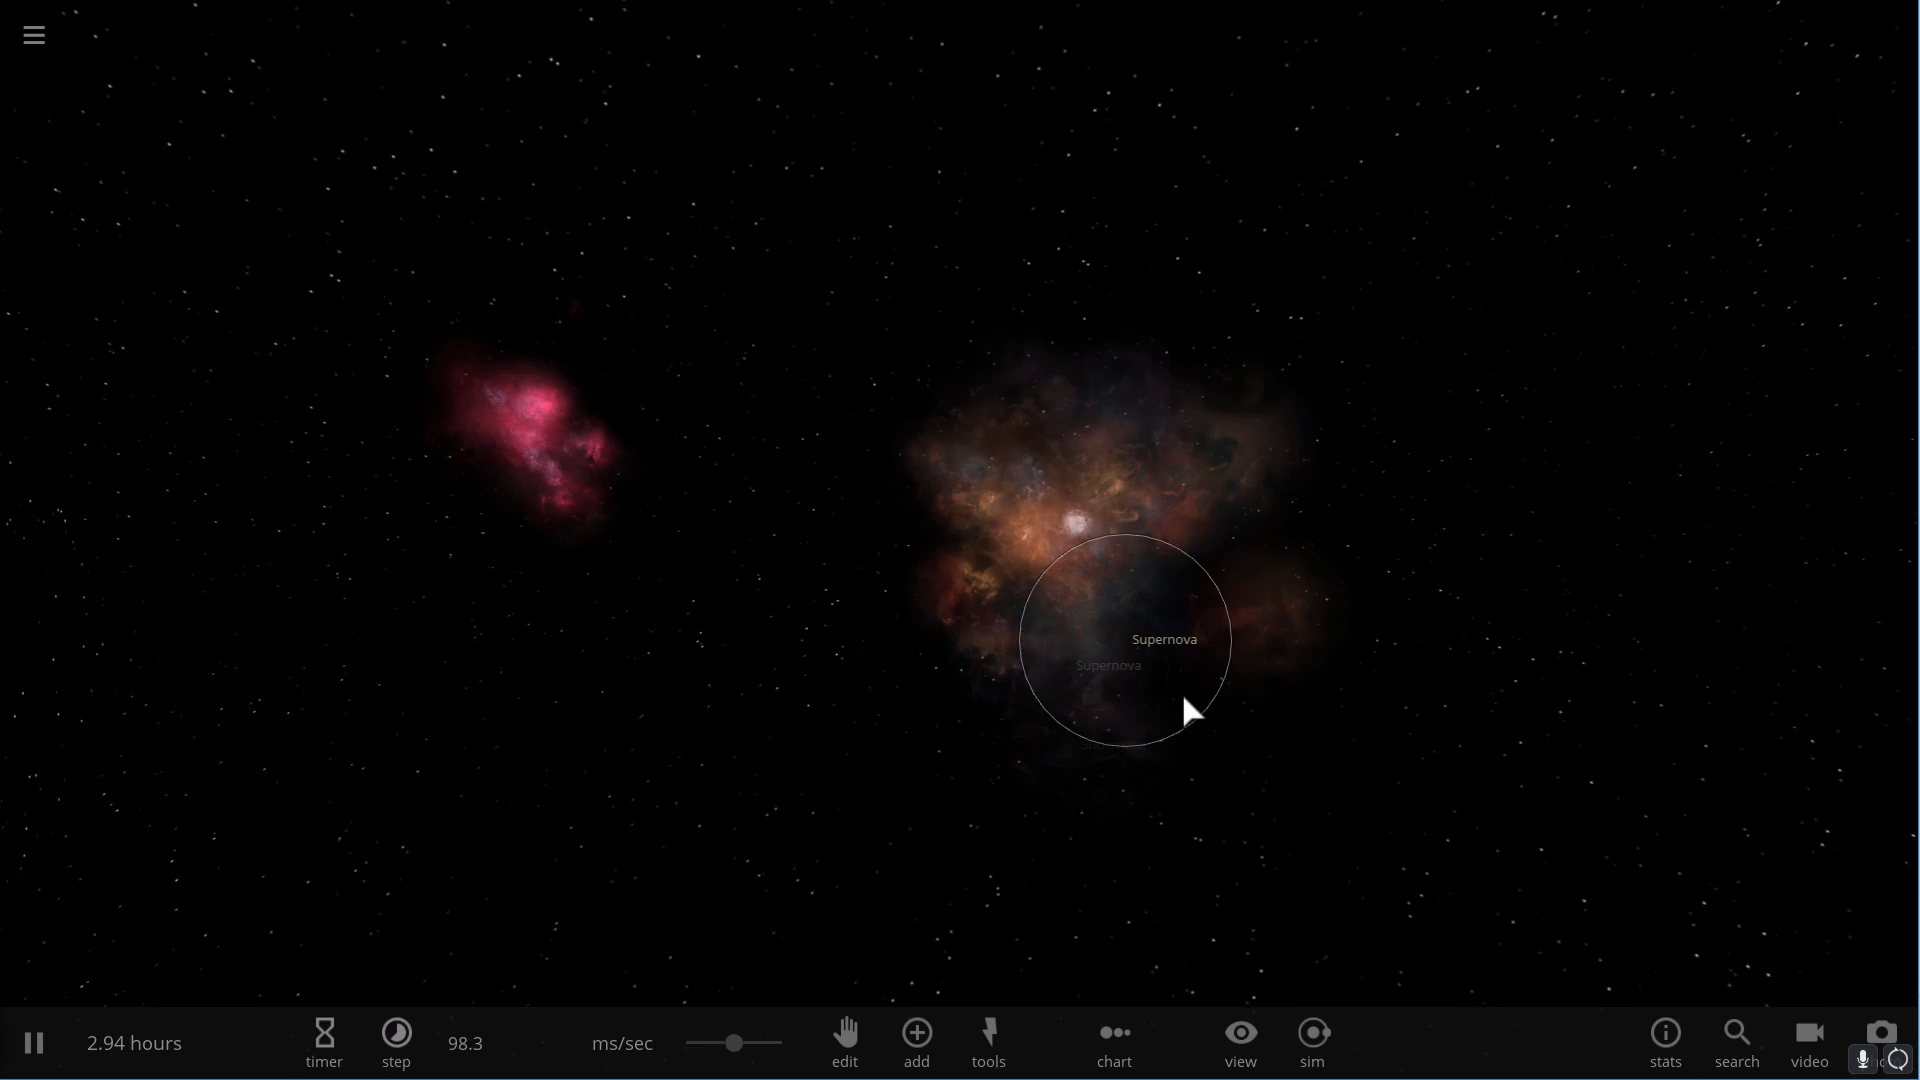 Supernova
Supernova
2.94 hours
timer
step
98.3
ms/sec
edit
add
tools
chart
view
sim
stats
search
video